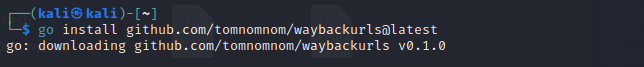 ┌──(kali㉿kali)-[~]
└─$ go install github.com/tomnomnom/waybackurls@latest
go: downloading github.com/tomnomnom/waybackurls v0.1.0